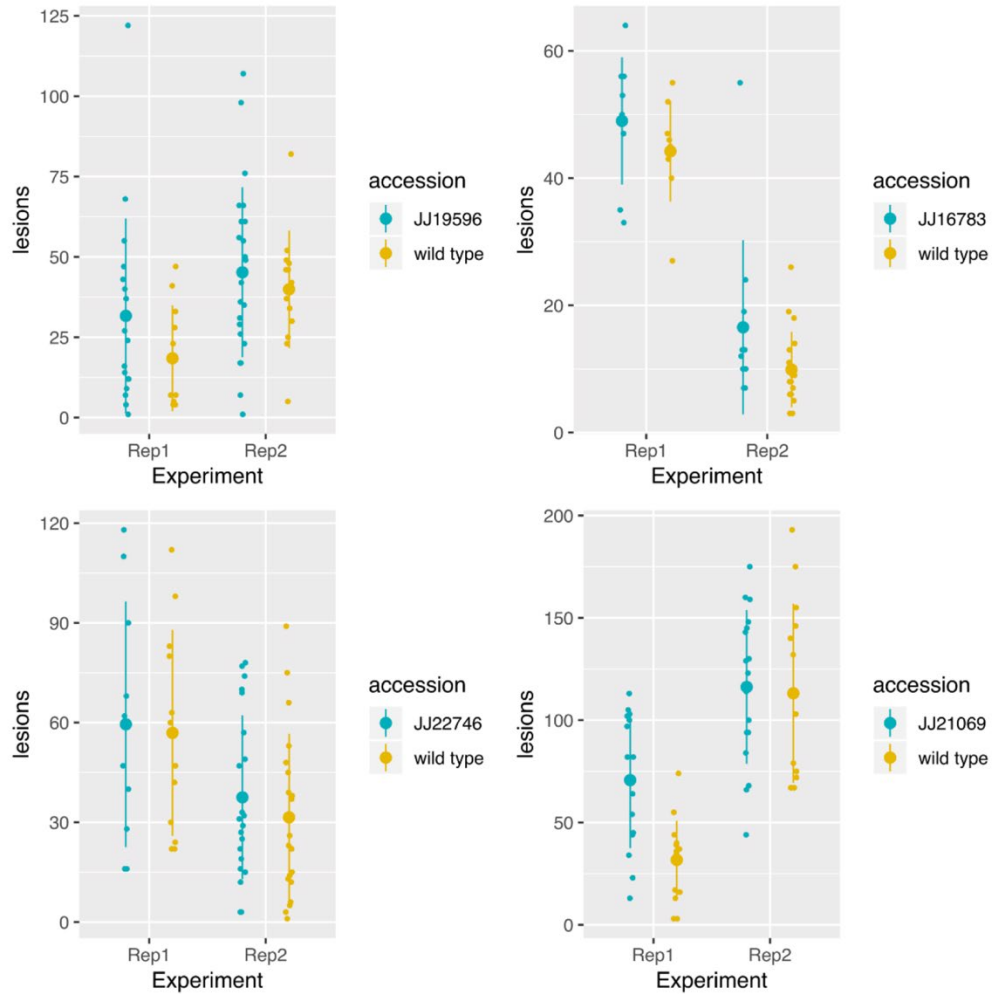 125
100
75
50
25
0
lesions
Rep1 Rep2
Experiment
accession
JJ19596
wild type
60
40
20
0
lesions
Rep1 Rep2
Experiment
accession
JJ16783
wild type
120
90
60
30
0
lesions
Rep1 Rep2
Experiment
accession
JJ22746
wild type
200
150
100
50
0
lesions
Rep1 Rep2
Experiment
accession
JJ21069
wild type